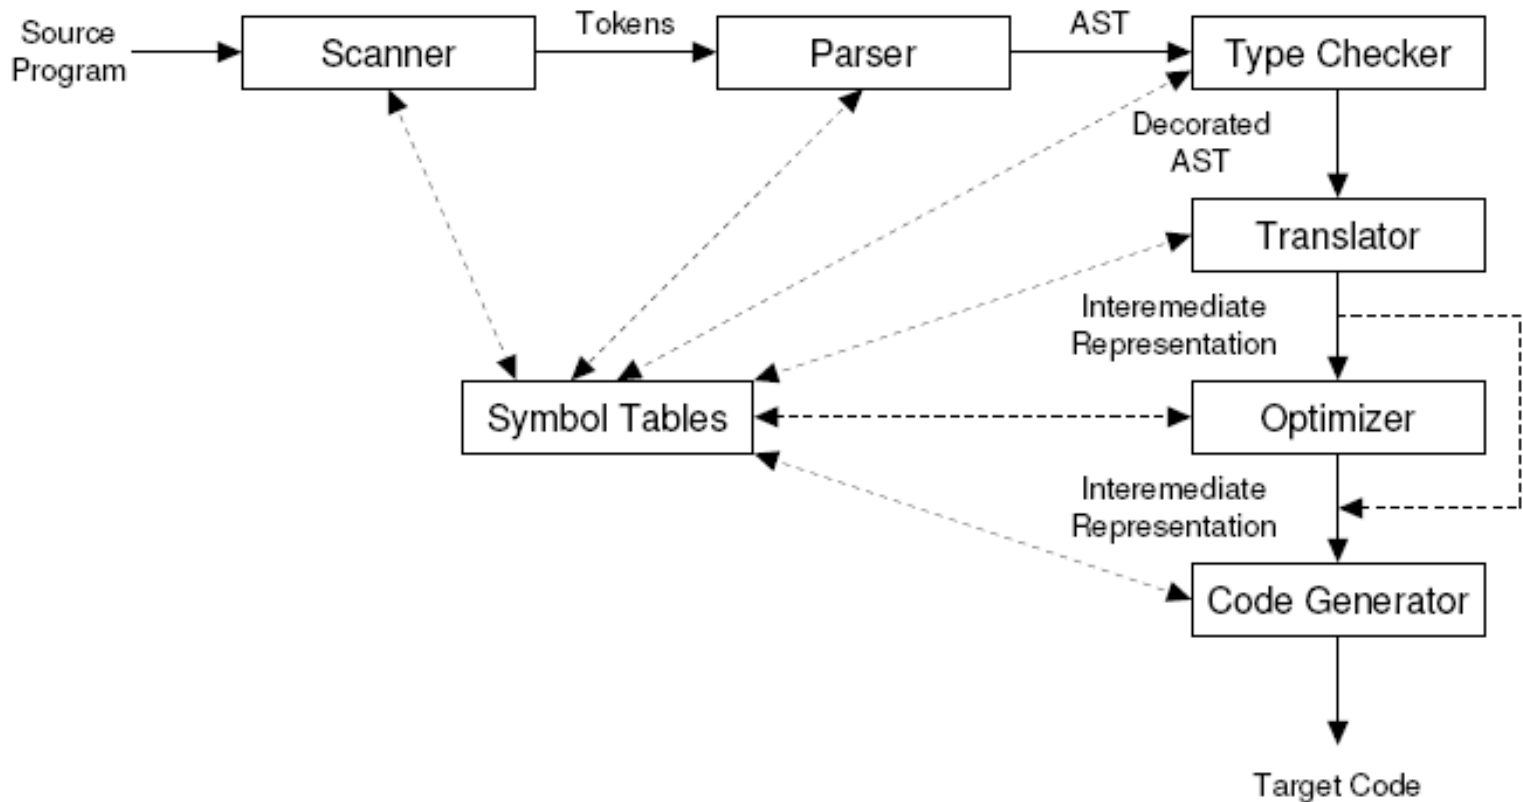 Source
Program
Scanner
Tokens
Parser
AST
Type Checker
Decorated
AST
Translator
Interemediate
Representation
Symbol Tables
Optimizer
Interemediate
Representation
Code Generator
Target Code